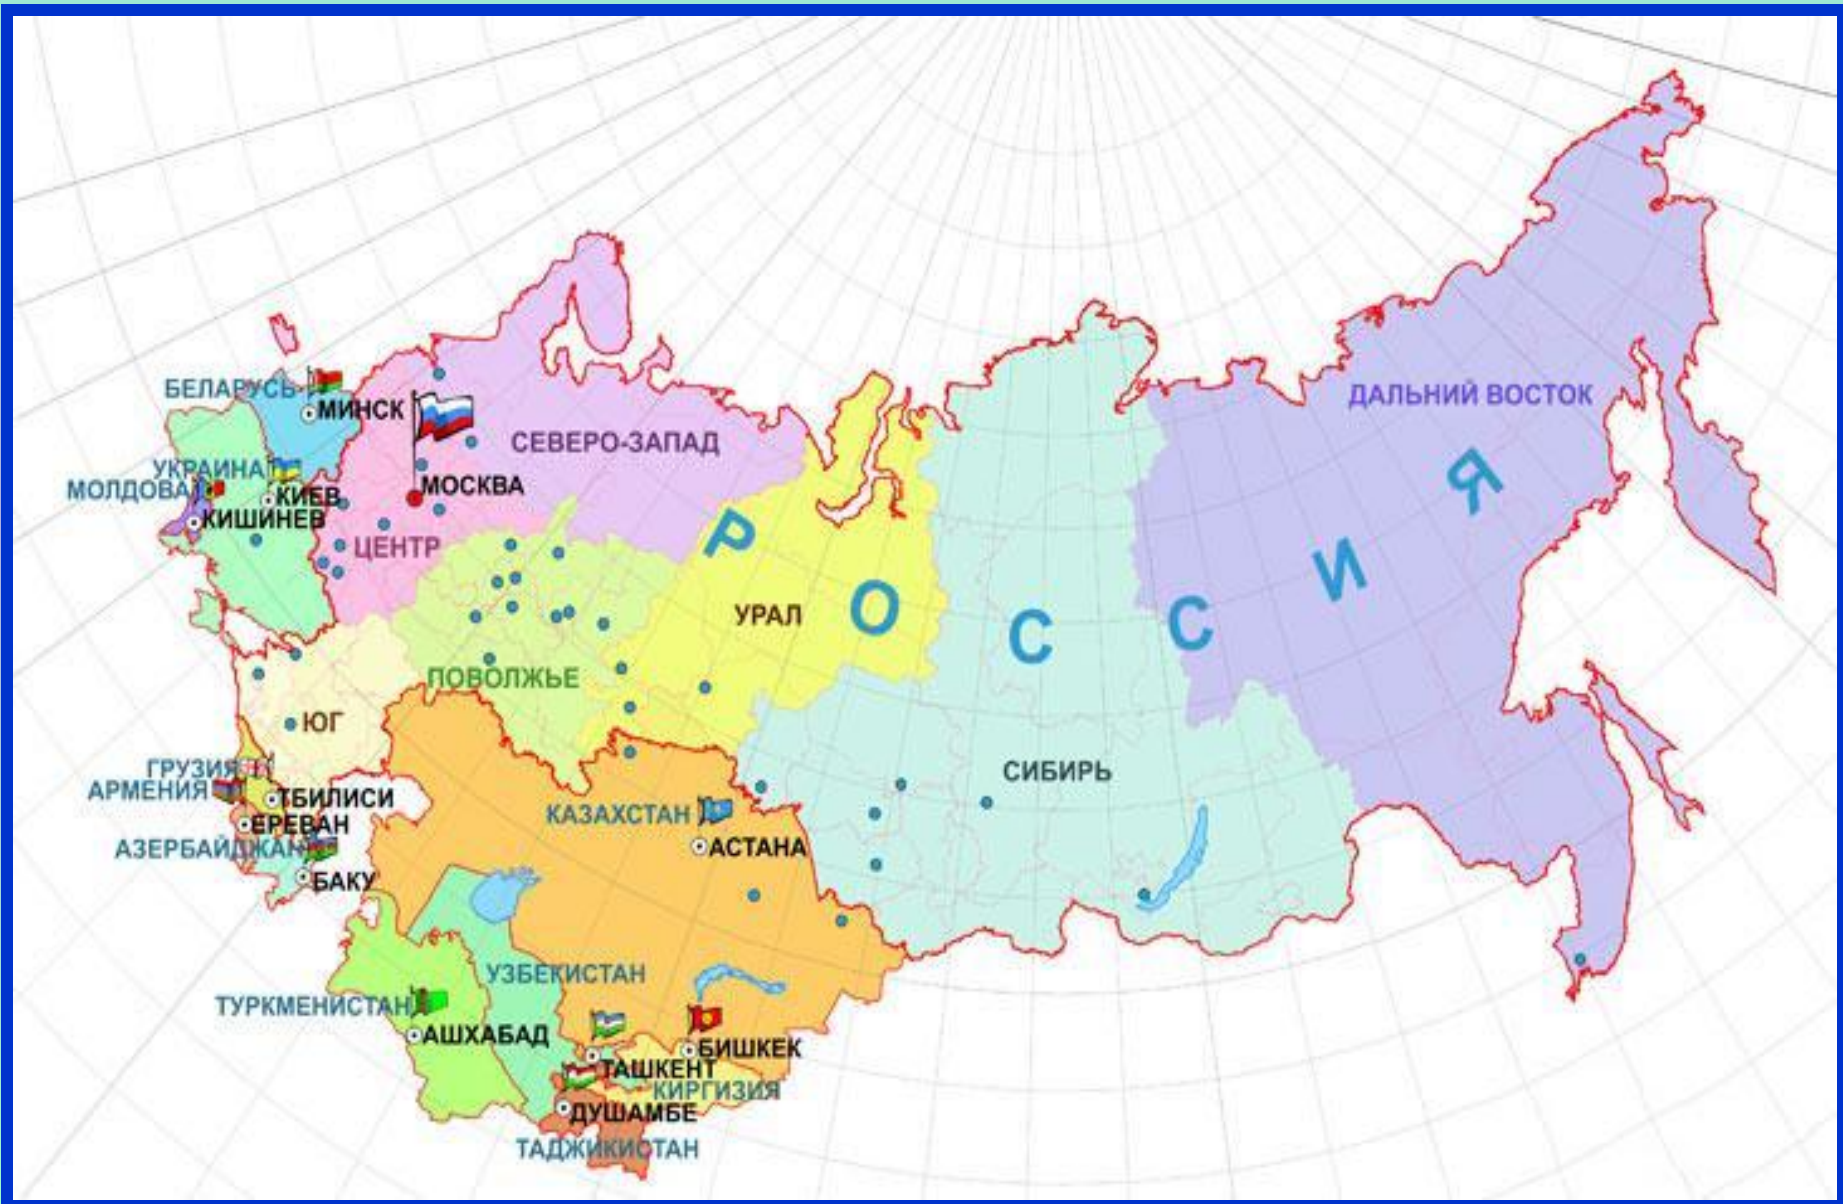 ДАЛЬНИЙ ВОСТОК
БЕЛАРУСЬ
МИНСК
СЕВЕРО-ЗАПАД
УКРАИНА
МОЛДОВА
МОСКВА
КИЕВ
КИШИНЕВ
ЦЕНТР
РОССИЯ
УРАЛ
ПОВОЛЖЬЕ
ЮГ
ГРУЗИЯ
СИБИРЬ
АРМЕНИЯ
ТБИЛИСИ
КАЗАХСТАН
ЕРЕВАН
АСТАНА
АЗЕРБАЙДЖАН
БАКУ
УЗБЕКИСТАН
ТУРКМЕНИСТАН
АШХАБАД
БИШКЕК
ТАШКЕНТ
КИРГИЗИЯ
ДУШАМБЕ
ТАДЖИКИСТАН